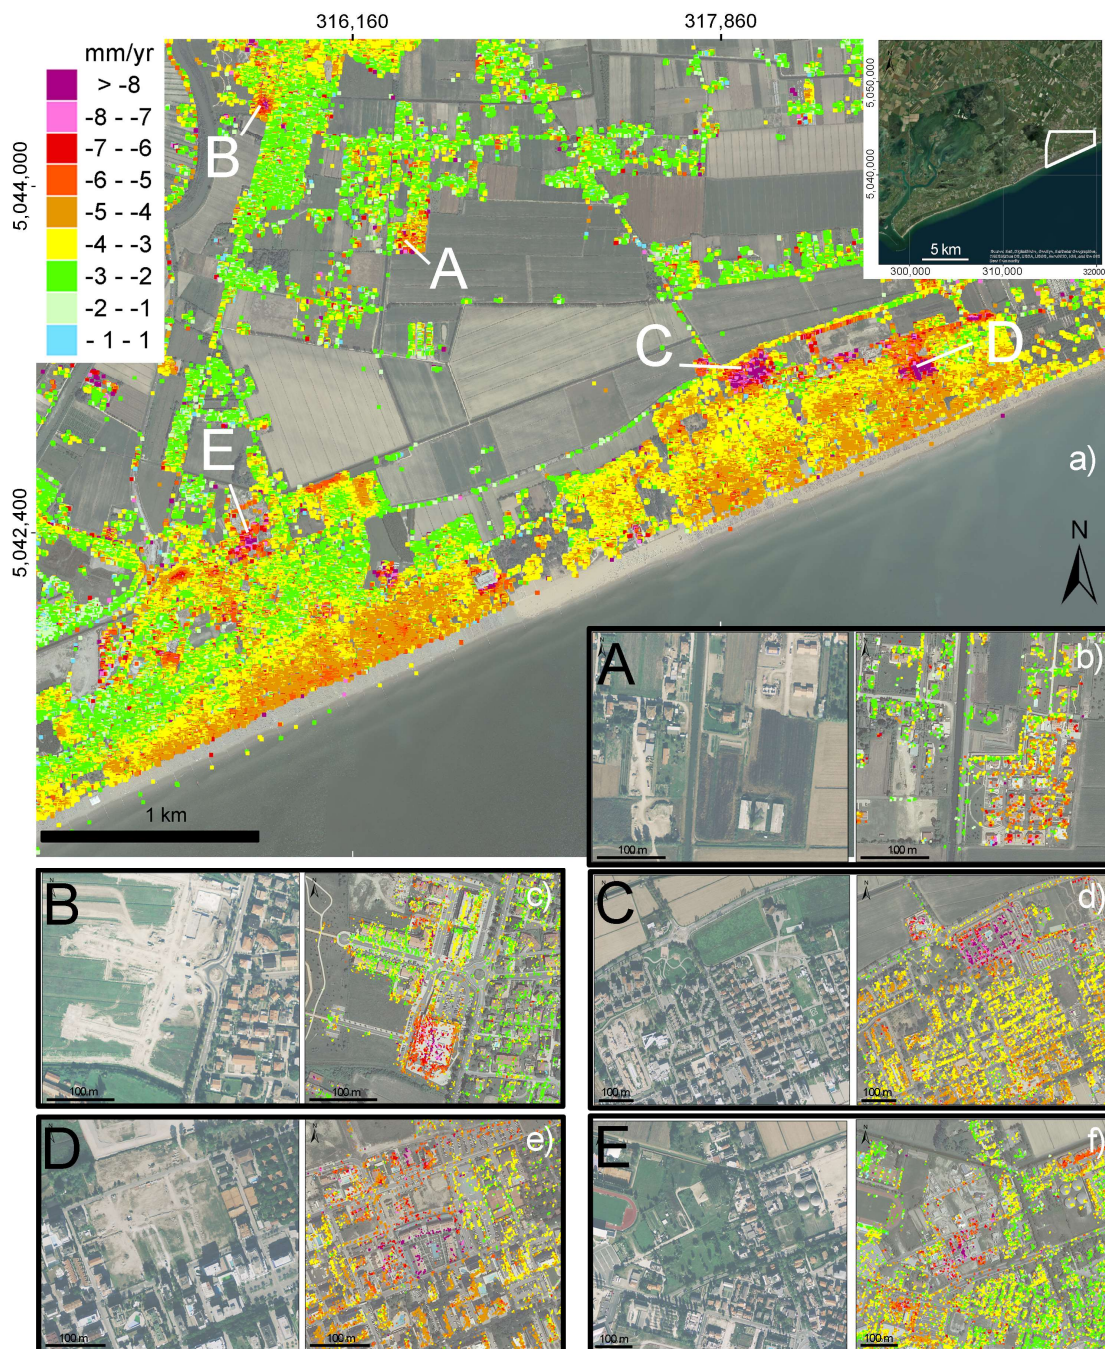 316,160
317,860
mm/yr
> -8
-8 - -7
-7 - -6
-6 - -5
-5 - -4
-4 - -3
-3 - -2
-2 - -1
- 1 - 1
5,044,000
5,042,400
B
A
C
D
E
a)
N
1 km
5,050,000
5,040,000
5 km
300,000
310,000
32000
A
b)
N
N
100 m
100 m
B
c)
N
N
100 m
100 m
C
d)
N
N
100 m
100 m
D
e)
N
N
100 m
100 m
E
f)
N
N
100 m
100 m